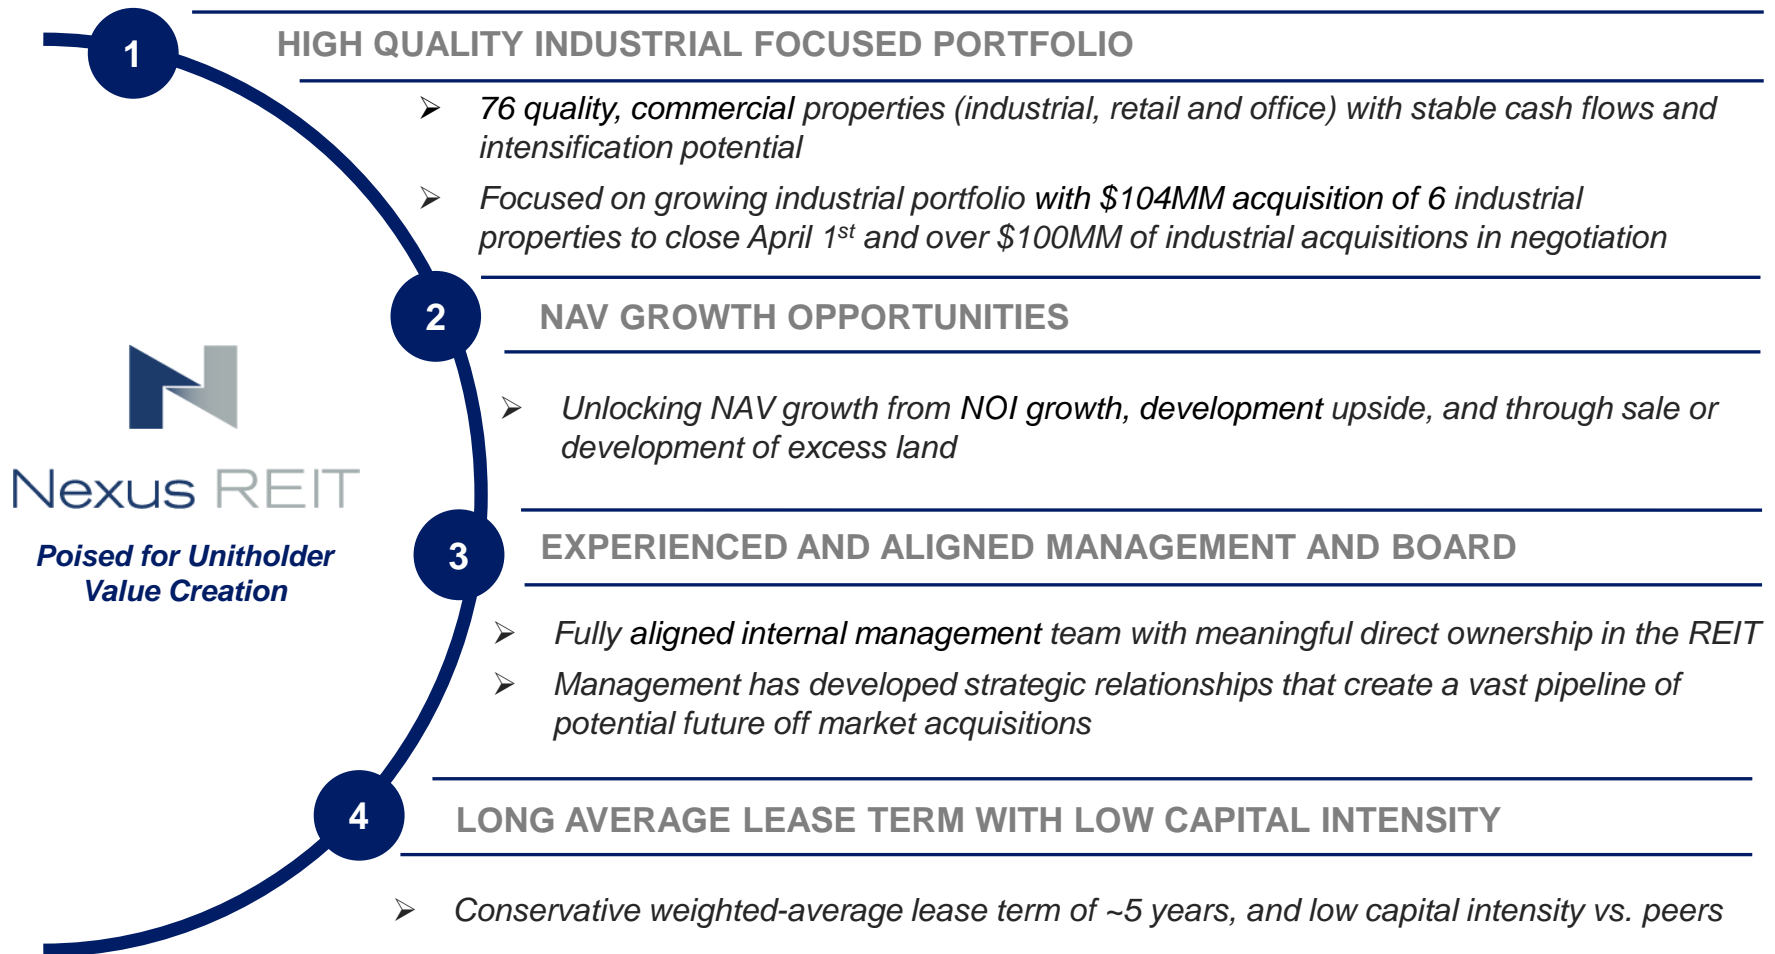 1
HIGH QUALITY INDUSTRIAL FOCUSED PORTFOLIO
➢ 76 quality, commercial properties (industrial, retail and office) with stable cash flows and
intensification potential
➢ Focused on growing industrial portfolio with $104MM acquisition of 6 industrial
properties to close April 1st and over $100MM of industrial acquisitions in negotiation
2
NAV GROWTH OPPORTUNITIES
➢ Unlocking NAV growth from NOI growth, development upside, and through sale or
development of excess land
Nexus REIT
Poised for Unitholder
Value Creation
3
EXPERIENCED AND ALIGNED MANAGEMENT AND BOARD
➢ Fully aligned internal management team with meaningful direct ownership in the REIT
➢ Management has developed strategic relationships that create a vast pipeline of
potential future off market acquisitions
4
LONG AVERAGE LEASE TERM WITH LOW CAPITAL INTENSITY
➢ Conservative weighted-average lease term of ~5 years, and low capital intensity vs. peers